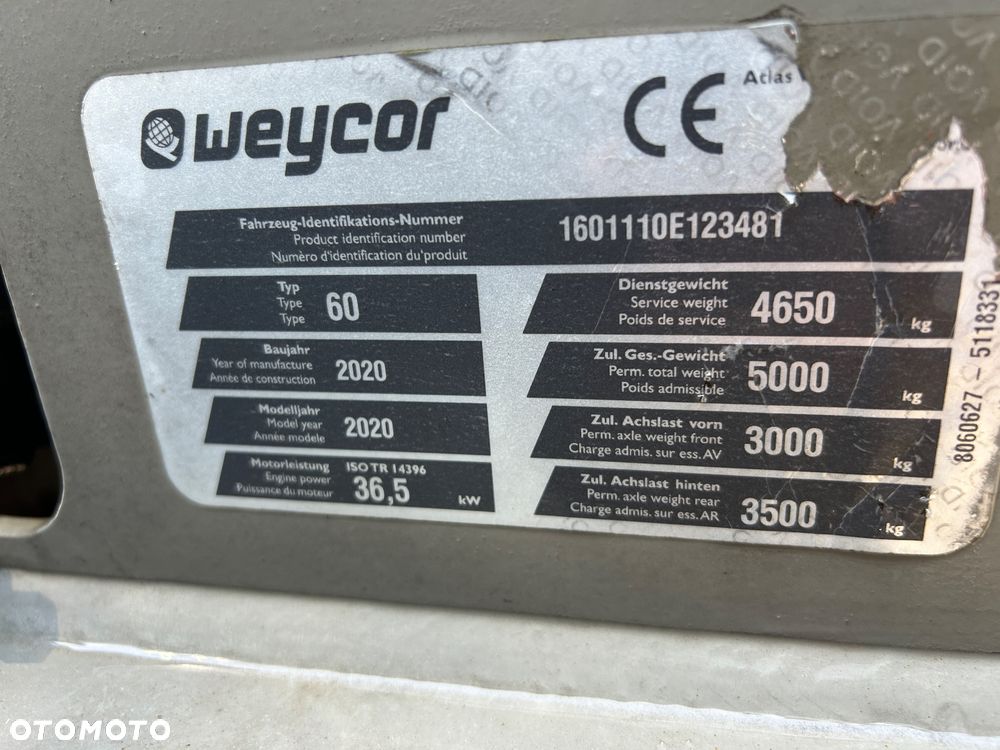 weycor
CE
Atlas
Fahrzeug-Identifikations-Nummer
Product identification number
Numèro d'identification du'produit
1601110E123481
Typ
Type
Type
60
Baujahr
Year of manufacture
Année de construction
2020
Modelljahr
Model year
Année modele
2020
Motorleistung ISO TR 14396
Engine power
Puissance du moteur
36,5 kW
Dienstgewicht
Service weight
Poids de service
4650 kg
Zul. Ges.-Gewicht
Perm. total weight
Poids admissible
5000 kg
Zul. Achslast vorn
Perm. axle weight front
Charge admis. sur ess. AV
3000 kg
Zul. Achslast hinten
Perm. axle weight rear
Charge admis. sur ess. AR
3500 kg
8060627 – 5118331
VOID
OTOMOTO